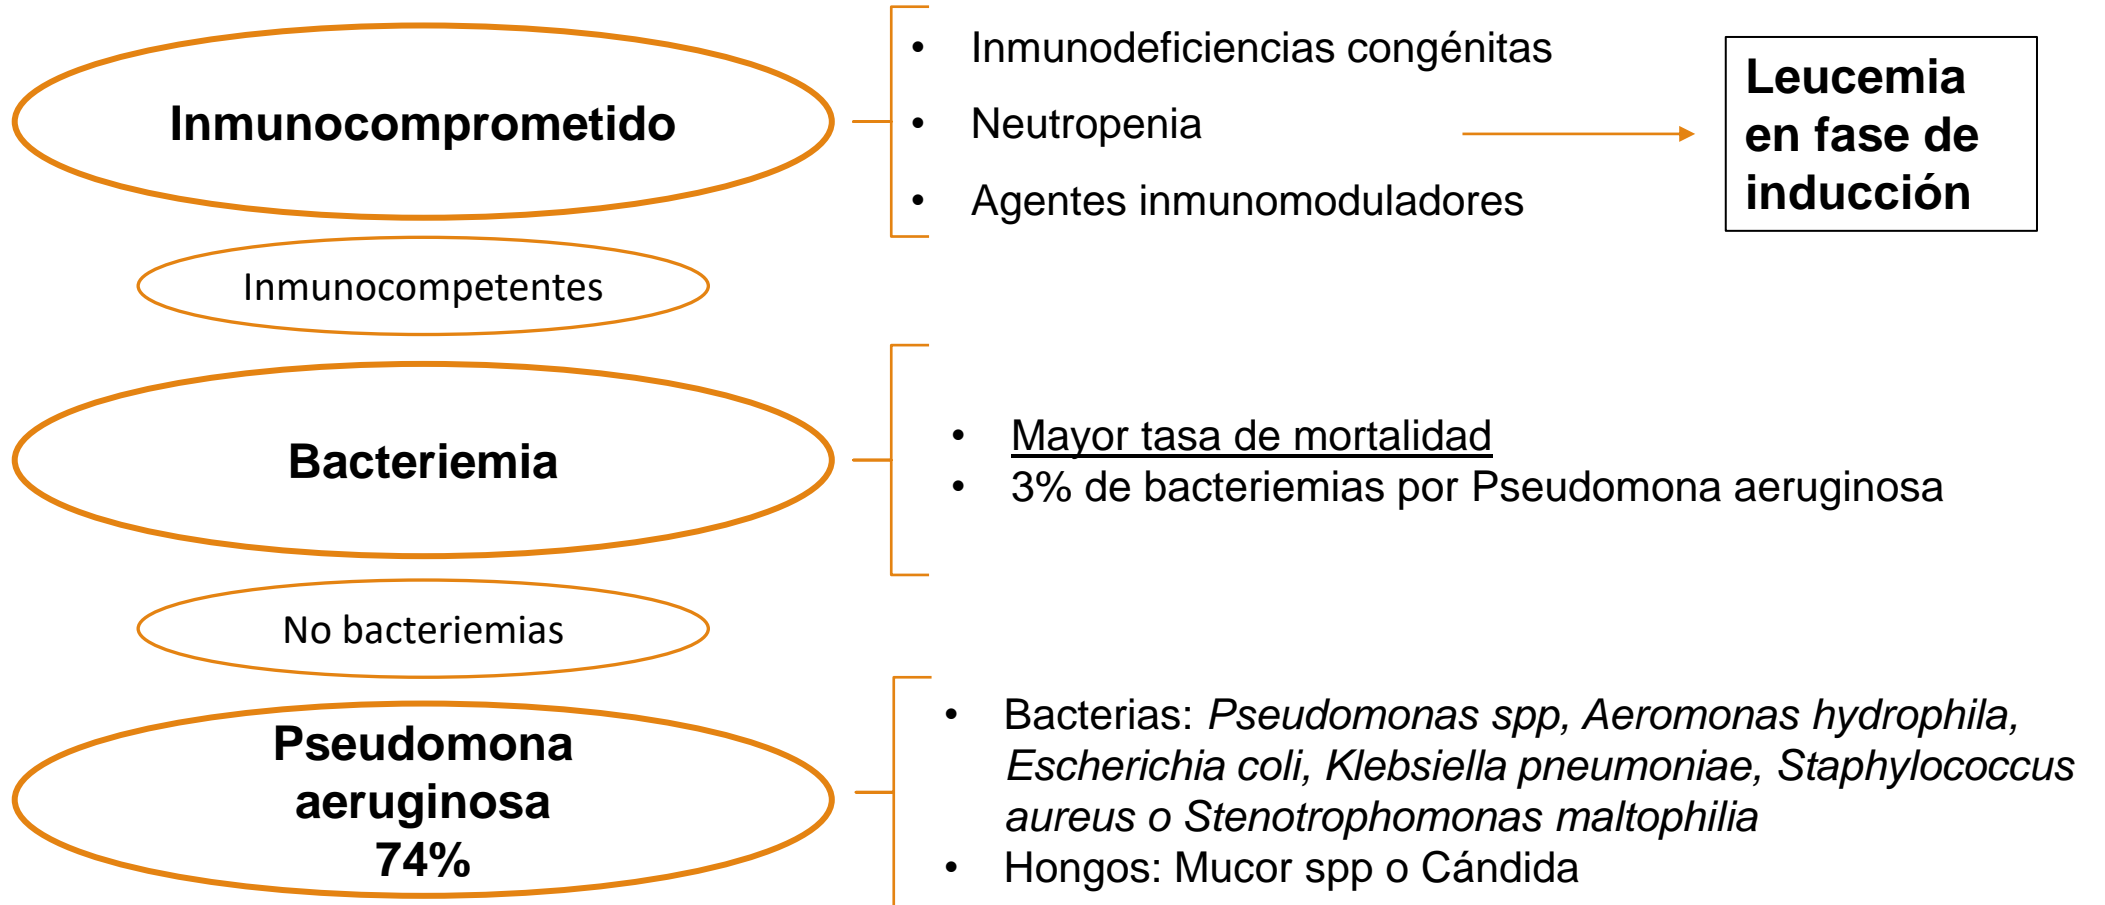 Inmunocomprometido
• Inmunodeficiencias congénitas
• Neutropenia
• Agentes inmunomoduladores
Leucemia
en fase de
inducción
Inmunocompetentes
Bacteriemia
• Mayor tasa de mortalidad
• 3% de bacteriemias por Pseudomona aeruginosa
No bacteriemias
Pseudomona
aeruginosa
74%
• Bacterias: Pseudomonas spp, Aeromonas hydrophila,
Escherichia coli, Klebsiella pneumoniae, Staphylococcus
aureus o Stenotrophomonas maltophilia
• Hongos: Mucor spp o Cándida